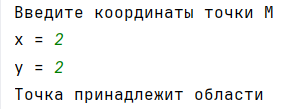 Введите координаты точки М
x = 2
y = 2
Точка принадлежит области